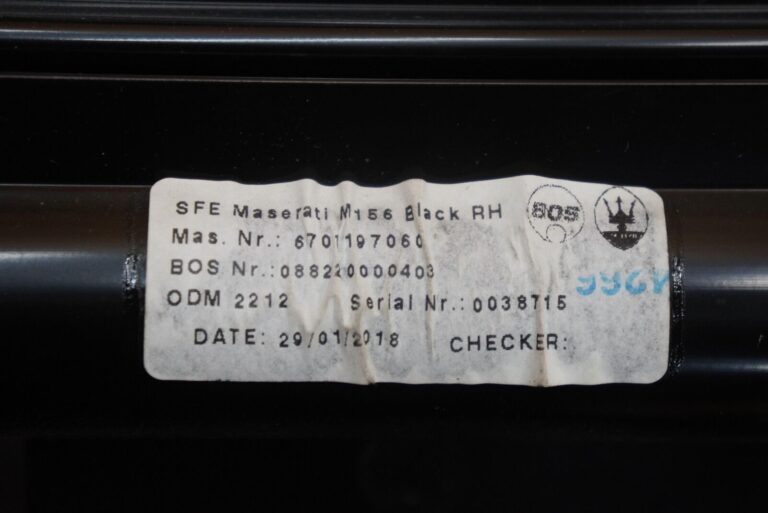 SFE Maserati M156 Black RH
BOS
Mas. Nr.: 6701197060
BOS Nr.:088220000403
ODM 2212 Serial Nr.: 0038715
DATE: 29/01/2018 CHECKER: